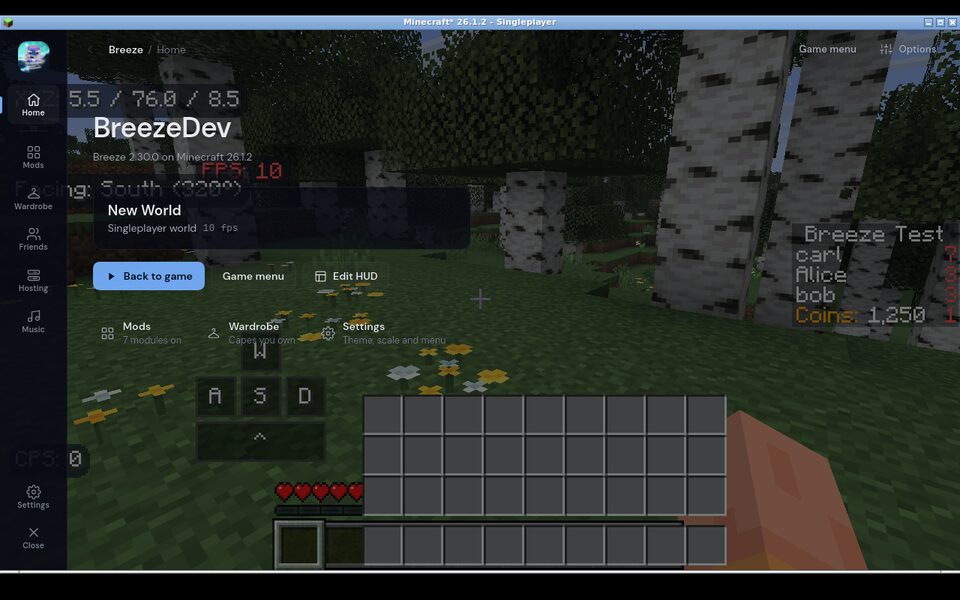 Minecraft* 26.1.2 - Singleplayer
Breeze / Home
Game menu
Options
5.5 / 76.0 / 8.5
Home
BreezeDev
Breeze 2.30.0 on Minecraft 26.1.2
FPS: 10
Mods
Facing: South (320°)
Wardrobe
New World
Singleplayer world 10 fps
Friends
Breeze Test
carl
Alice
bob
Coins: 1,250 1
Hosting
Back to game
Game menu
Edit HUD
Music
Mods
7 modules on
Wardrobe
Capes you own
Settings
Theme, scale and menu
W
A S D
^
CPS: 0
Settings
Close